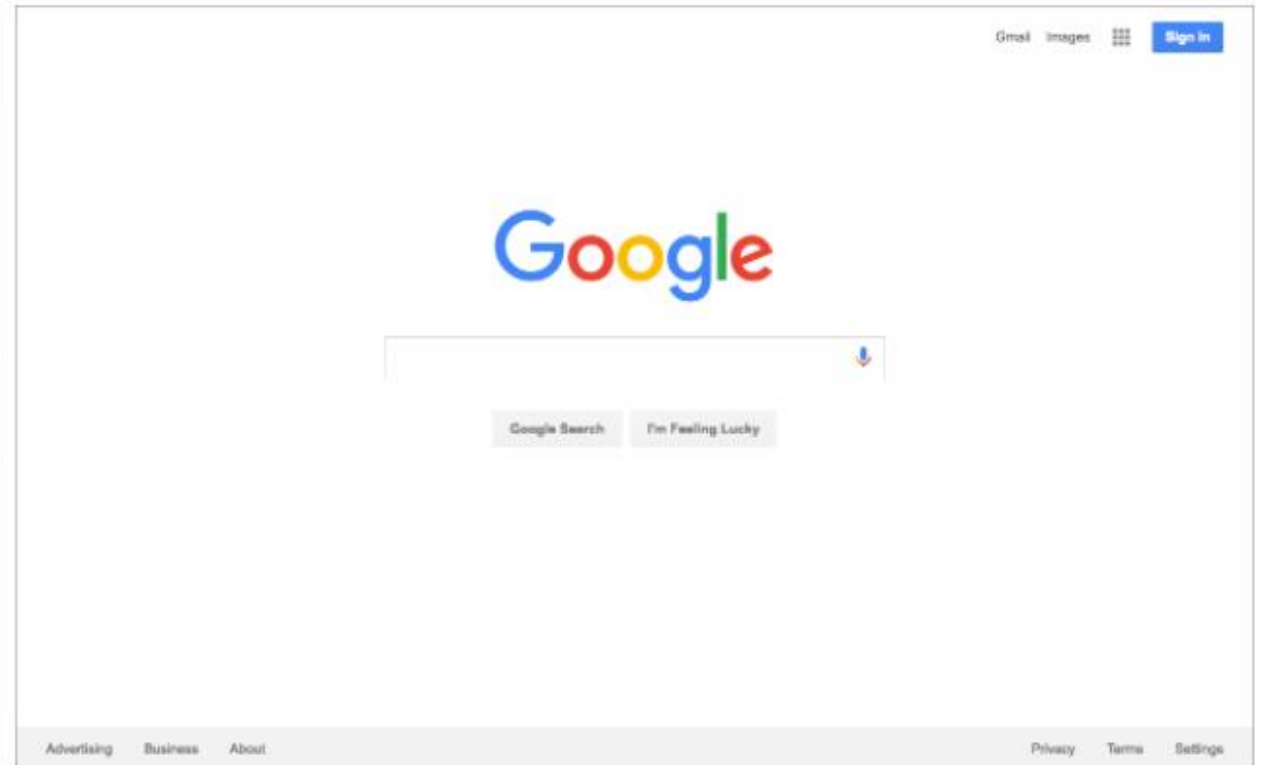 Gmail Images Sign in
Google
Google Search I'm Feeling Lucky
Advertising Business About Privacy Terms Settings